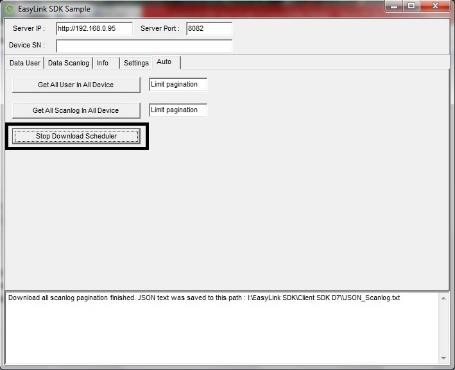 EasyLink SDK Sample
Server IP : http://192.168.0.95 Server Port : 8082
Device SN :
Data User Data Scanlog Info Settings Auto
Get All User In All Device Limit pagination
Get All Scanlog In All Device Limit pagination
Stop Download Scheduler
Download all scanlog pagination finished. JSON text was saved to this path : I:\EasyLink SDK\Client SDK D7\JSON_Scanlog.txt